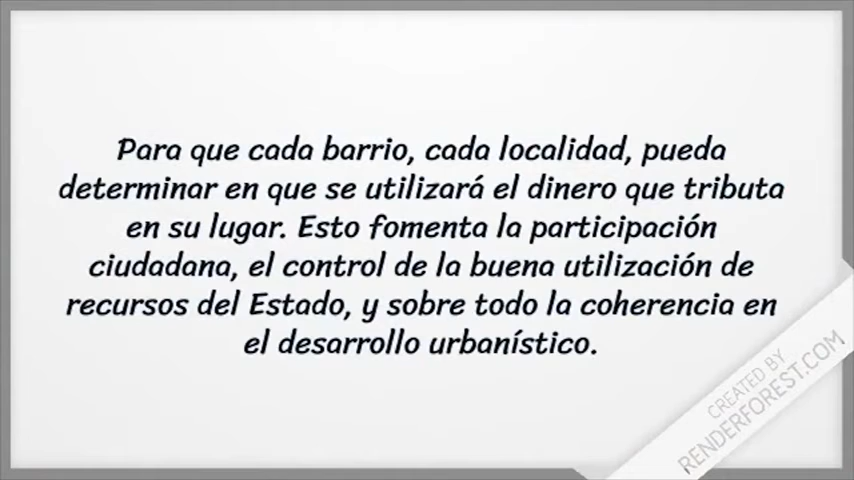 Para que cada barrio, cada localidad, pueda
determinar en que se utilizará el dinero que tributa
en su lugar. Esto fomenta la participación
ciudadana, el control de la buena utilización de
recursos del Estado, y sobre todo la coherencia en
el desarrollo urbanístico.
CREATED BY
RENDERFOREST.COM